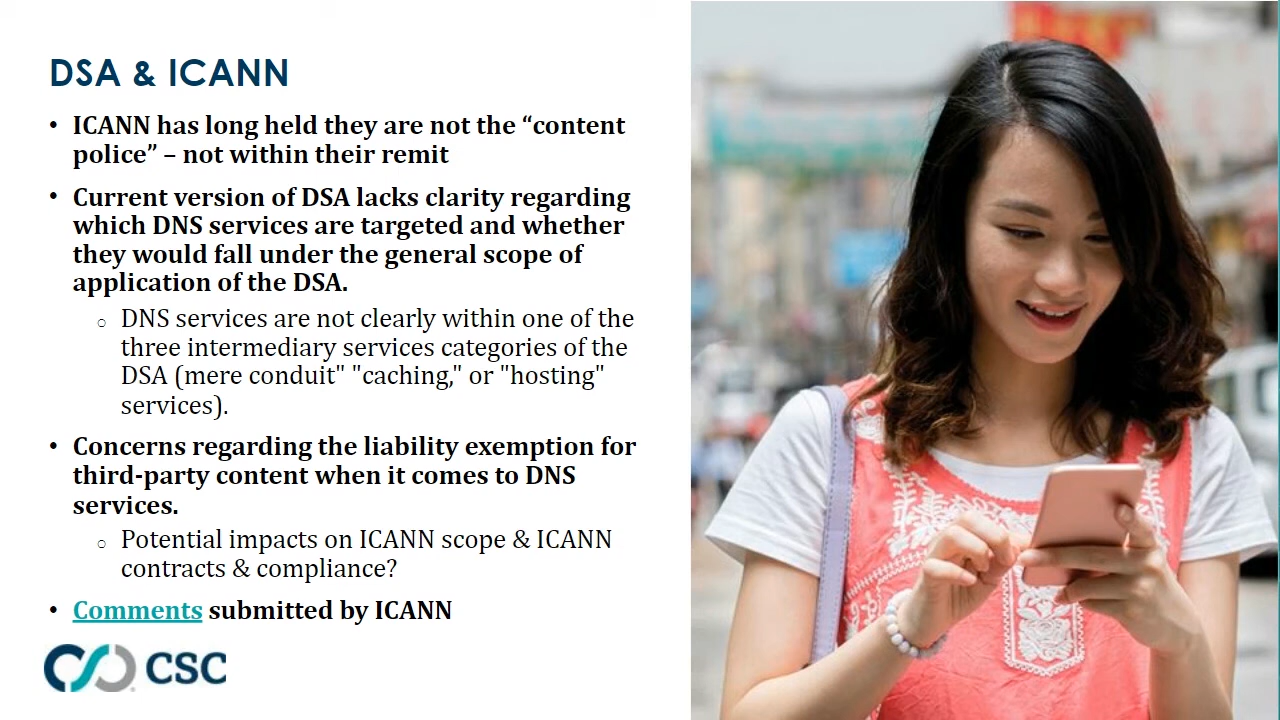 DSA & ICANN
• ICANN has long held they are not the “content
police” – not within their remit
• Current version of DSA lacks clarity regarding
which DNS services are targeted and whether
they would fall under the general scope of
application of the DSA.
○ DNS services are not clearly within one of the
three intermediary services categories of the
DSA (mere conduit" "caching," or "hosting"
services).
• Concerns regarding the liability exemption for
third-party content when it comes to DNS
services.
○ Potential impacts on ICANN scope & ICANN
contracts & compliance?
• Comments submitted by ICANN
CSC